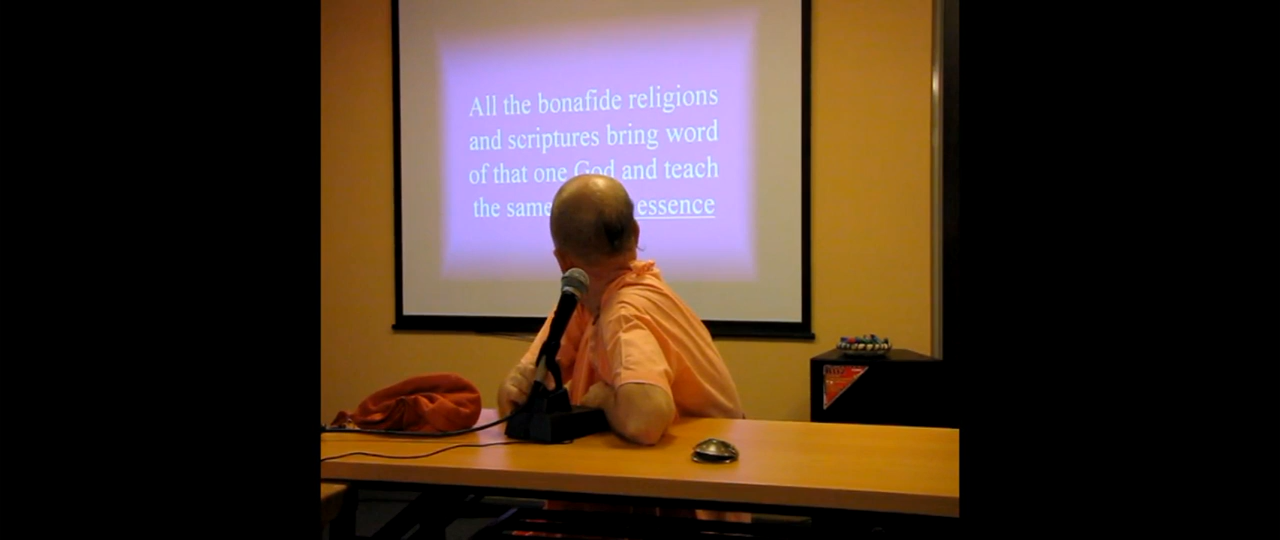 All the bonafide religions
and scriptures bring word
of that one God and teach
the same essence